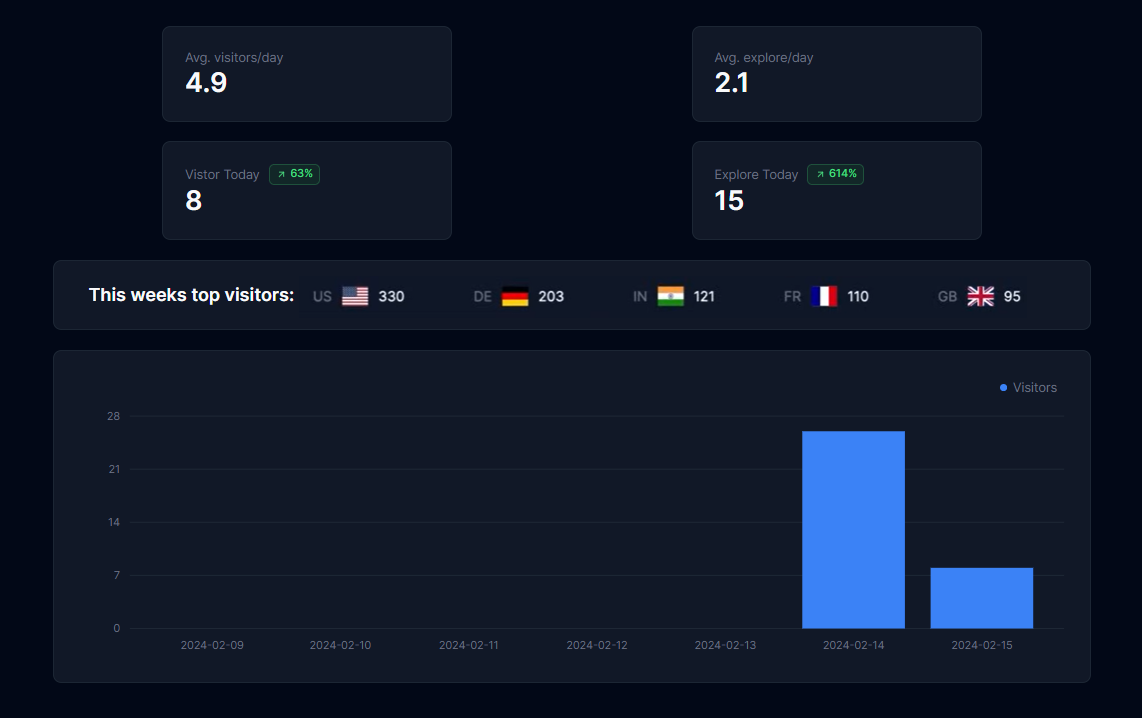 Avg. visitors/day
4.9
Avg. explore/day
2.1
Vistor Today 63%
8
Explore Today 614%
15
This weeks top visitors: US 330 DE 203 IN 121 FR 110 GB 95
Visitors
28
21
14
7
0
2024-02-09 2024-02-10 2024-02-11 2024-02-12 2024-02-13 2024-02-14 2024-02-15